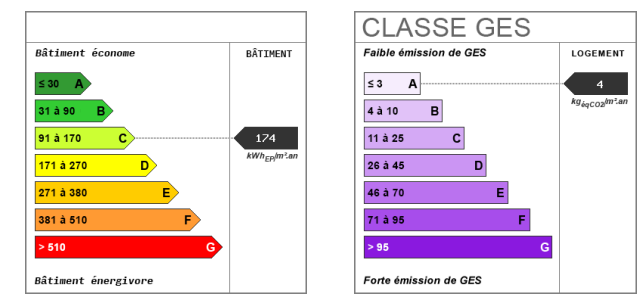 Bâtiment économe
BÂTIMENT
≤ 30 A
31 à 90 B
91 à 170 C
174
kWhEP/m².an
171 à 270 D
271 à 380 E
381 à 510 F
> 510 G
Bâtiment énergivore
CLASSE GES
Faible émission de GES
LOGEMENT
≤ 3 A
4
kgéqCO2/m².an
4 à 10 B
11 à 25 C
26 à 45 D
46 à 70 E
71 à 95 F
> 95 G
Forte émission de GES